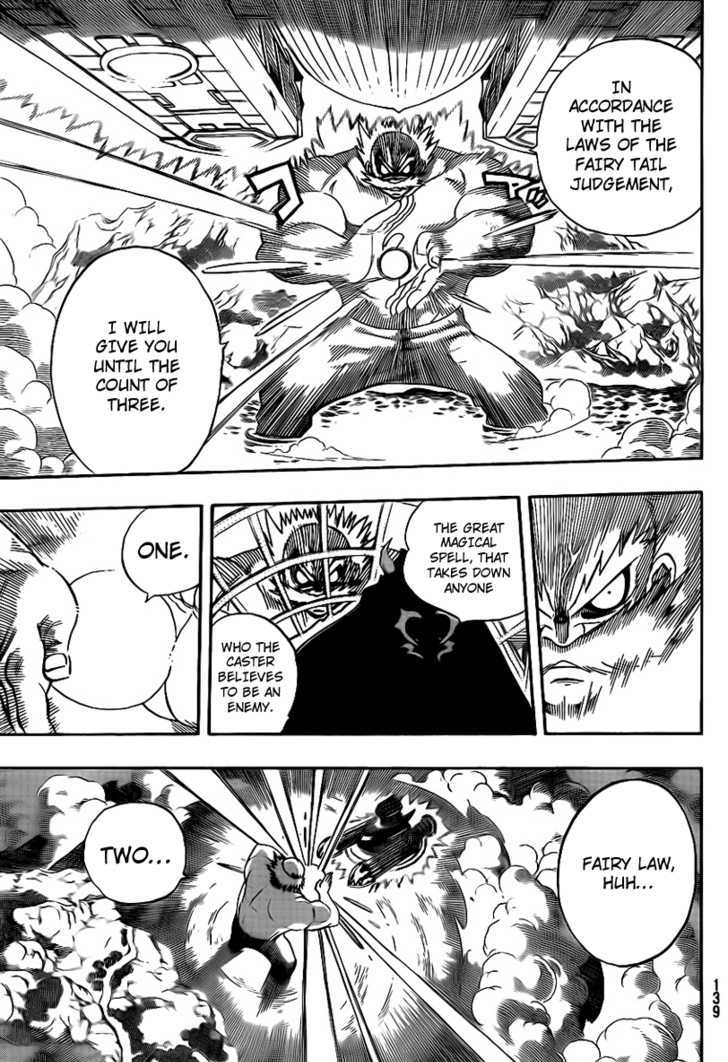 IN
ACCORDANCE
WITH THE
LAWS OF THE
FAIRY TAIL
JUDGEMENT,
I WILL
GIVE YOU
UNTIL THE
COUNT OF
THREE.
THE GREAT
MAGICAL
SPELL, THAT
TAKES DOWN
ANYONE
WHO THE
CASTER
BELIEVES
TO BE AN
ENEMY.
ONE.
FAIRY LAW,
HUH...
TWO...
139